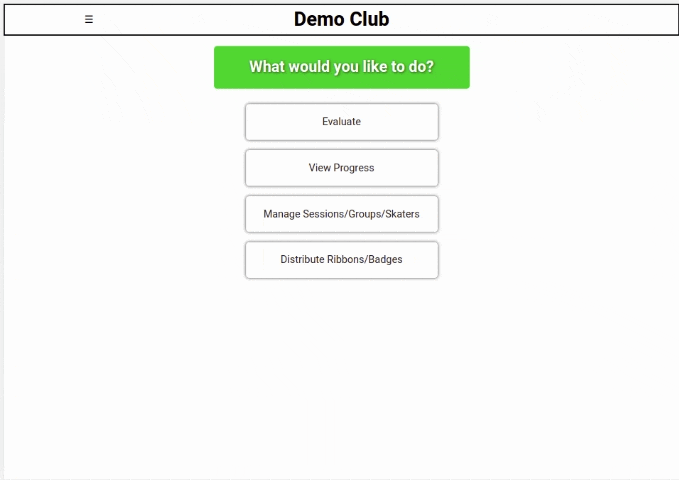 ☰ Demo Club
What would you like to do?
Evaluate
View Progress
Manage Sessions/Groups/Skaters
Distribute Ribbons/Badges